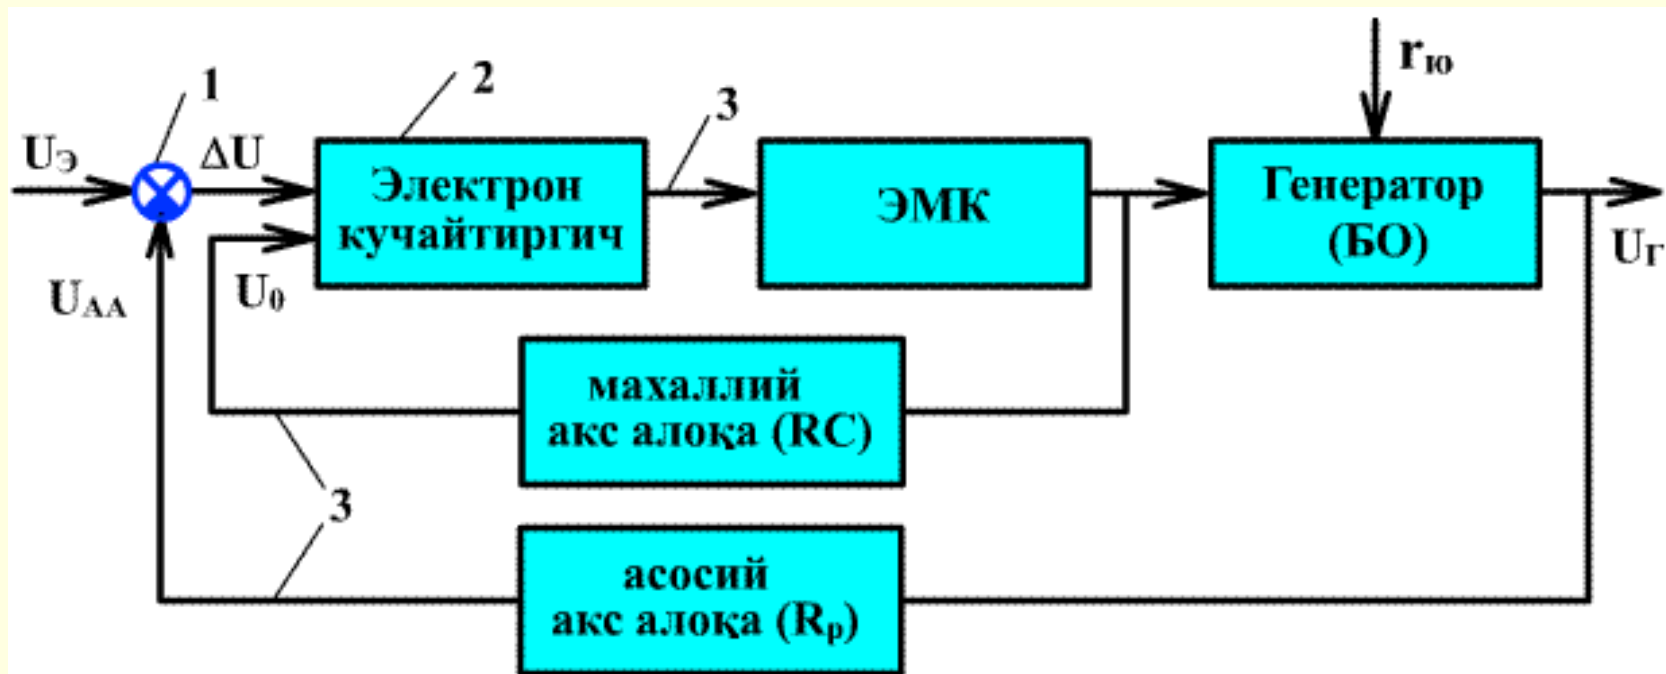 1
2
3
rю
UЭ
ΔU
Электрон
кучайтиргич
ЭМК
Генератор
(БО)
UГ
UАА
U0
махаллий
акс алоқа (RC)
3
асосий
акс алоқа (Rр)